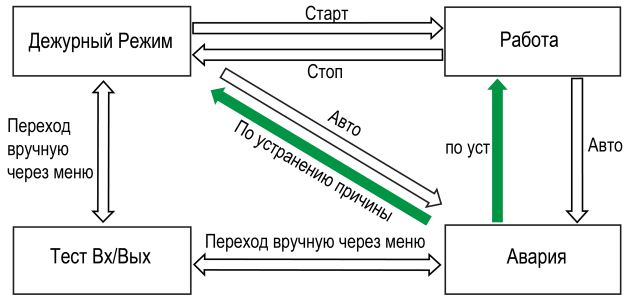 Старт
Дежурный Режим
Работа
Стоп
Авто
По устранению причины
Переход
вручную
через меню
по уст
Авто
Переход вручную через меню
Тест Вх/Вых
Авария